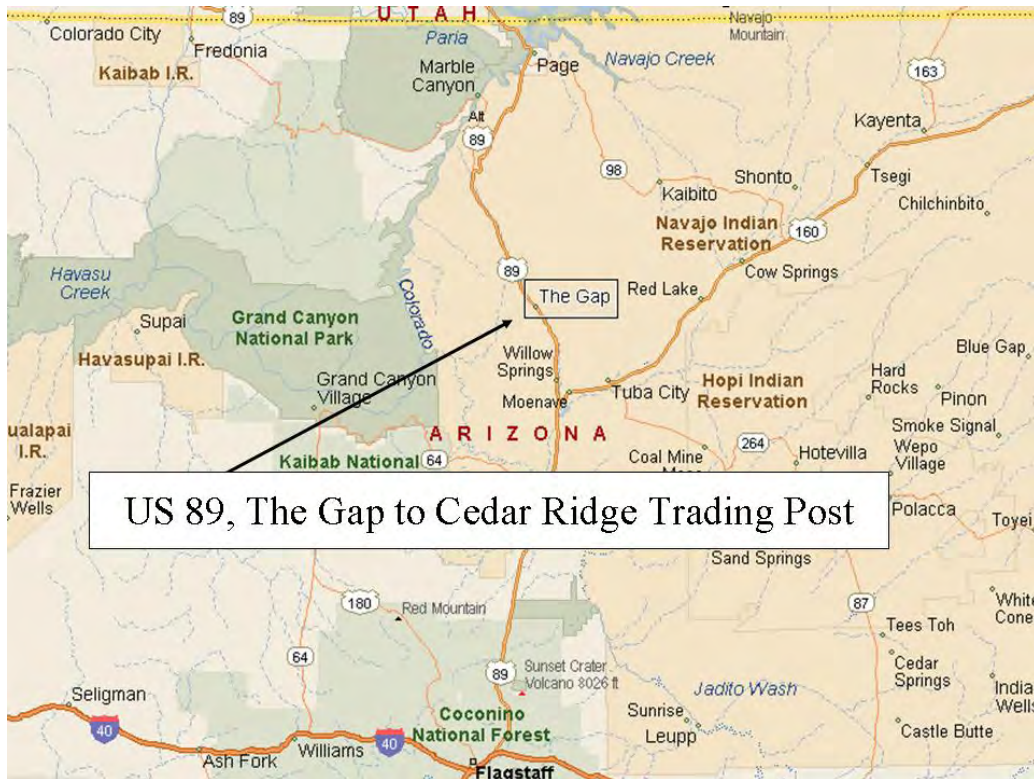 U T A H
89
Colorado City
Fredonia
Kaibab I.R.
Paria
Marble
Canyon
Page
Navajo
Mountain
Navajo Creek
163
Kayenta
Alt
89
98
Kaibito
Shonto
Tsegi
Chilchinbito
Navajo Indian
Reservation
160
Cow Springs
Havasu
Creek
89
The Gap
Red Lake
Colorado
Supai
Grand Canyon
National Park
Havasupai I.R.
Grand Canyon
Village
Willow
Springs
Moenave
Tuba City
Hopi Indian
Reservation
Blue Gap
Hard
Rocks
Pinon
Smoke Signal
ualapai
I.R.
A R I Z O N A
Kaibab National
64
Coal Mine
264
Hotevilla
Wepo
Village
Frazier
Wells
US 89, The Gap to Cedar Ridge Trading Post
Polacca
Toyei
Sand Springs
180
Red Mountain
87
White
Cone
Tees Toh
64
89
Sunset Crater
Volcano 8026 ft
Cedar
Springs
Seligman
Jadito Wash
India
Wells
40
Coconino
National Forest
Sunrise
Leupp
Castle Butte
Ash Fork
Williams
40
Flagstaff